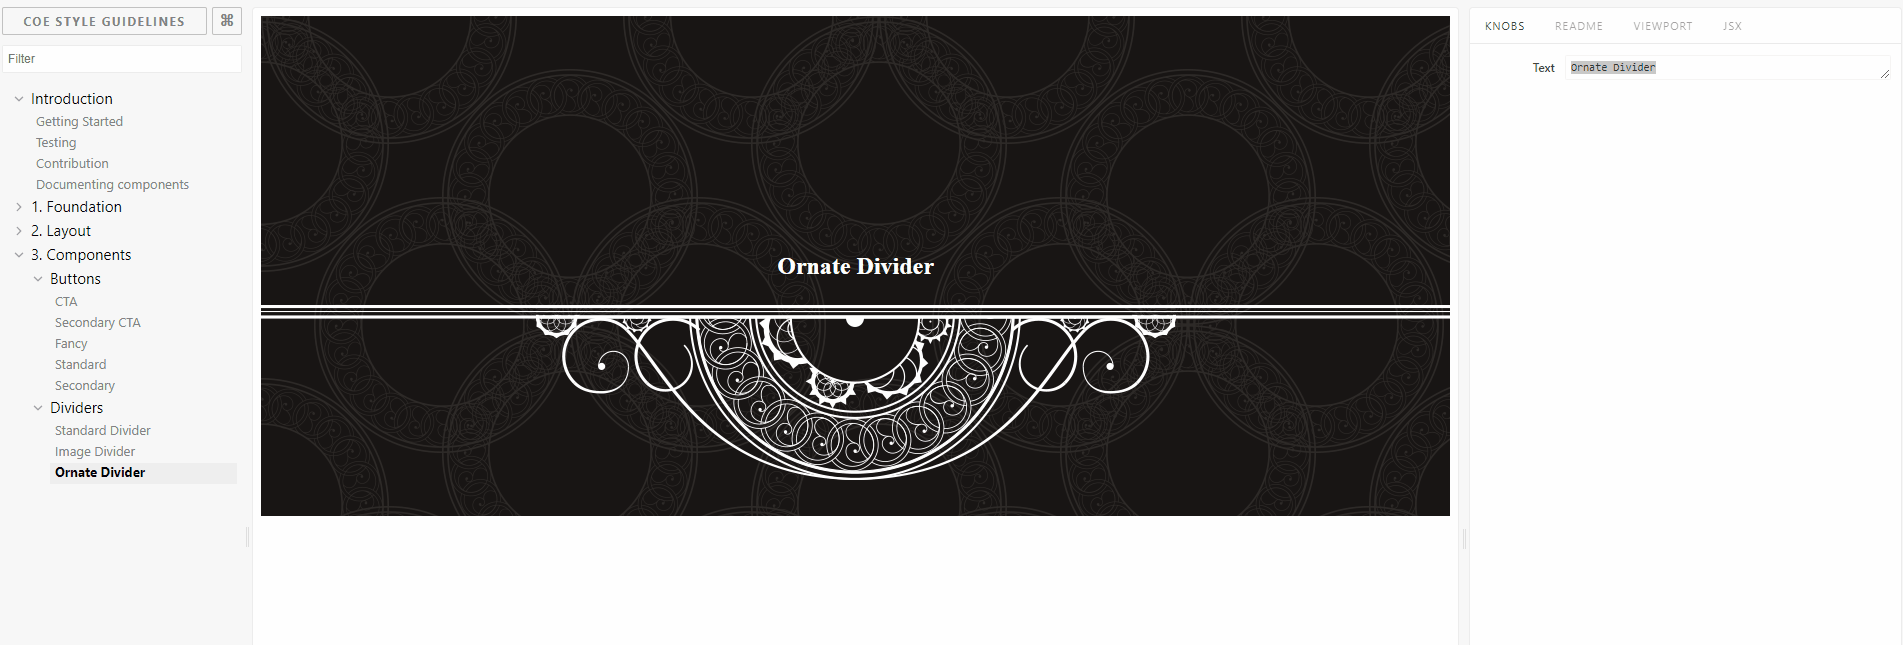 COE STYLE GUIDELINES ⌘
Filter
Introduction
Getting Started
Testing
Contribution
Documenting components
1. Foundation
2. Layout
3. Components
Buttons
CTA
Secondary CTA
Fancy
Standard
Secondary
Dividers
Standard Divider
Image Divider
Ornate Divider
Ornate Divider
KNOBS README VIEWPORT JSX
Text Ornate Divider